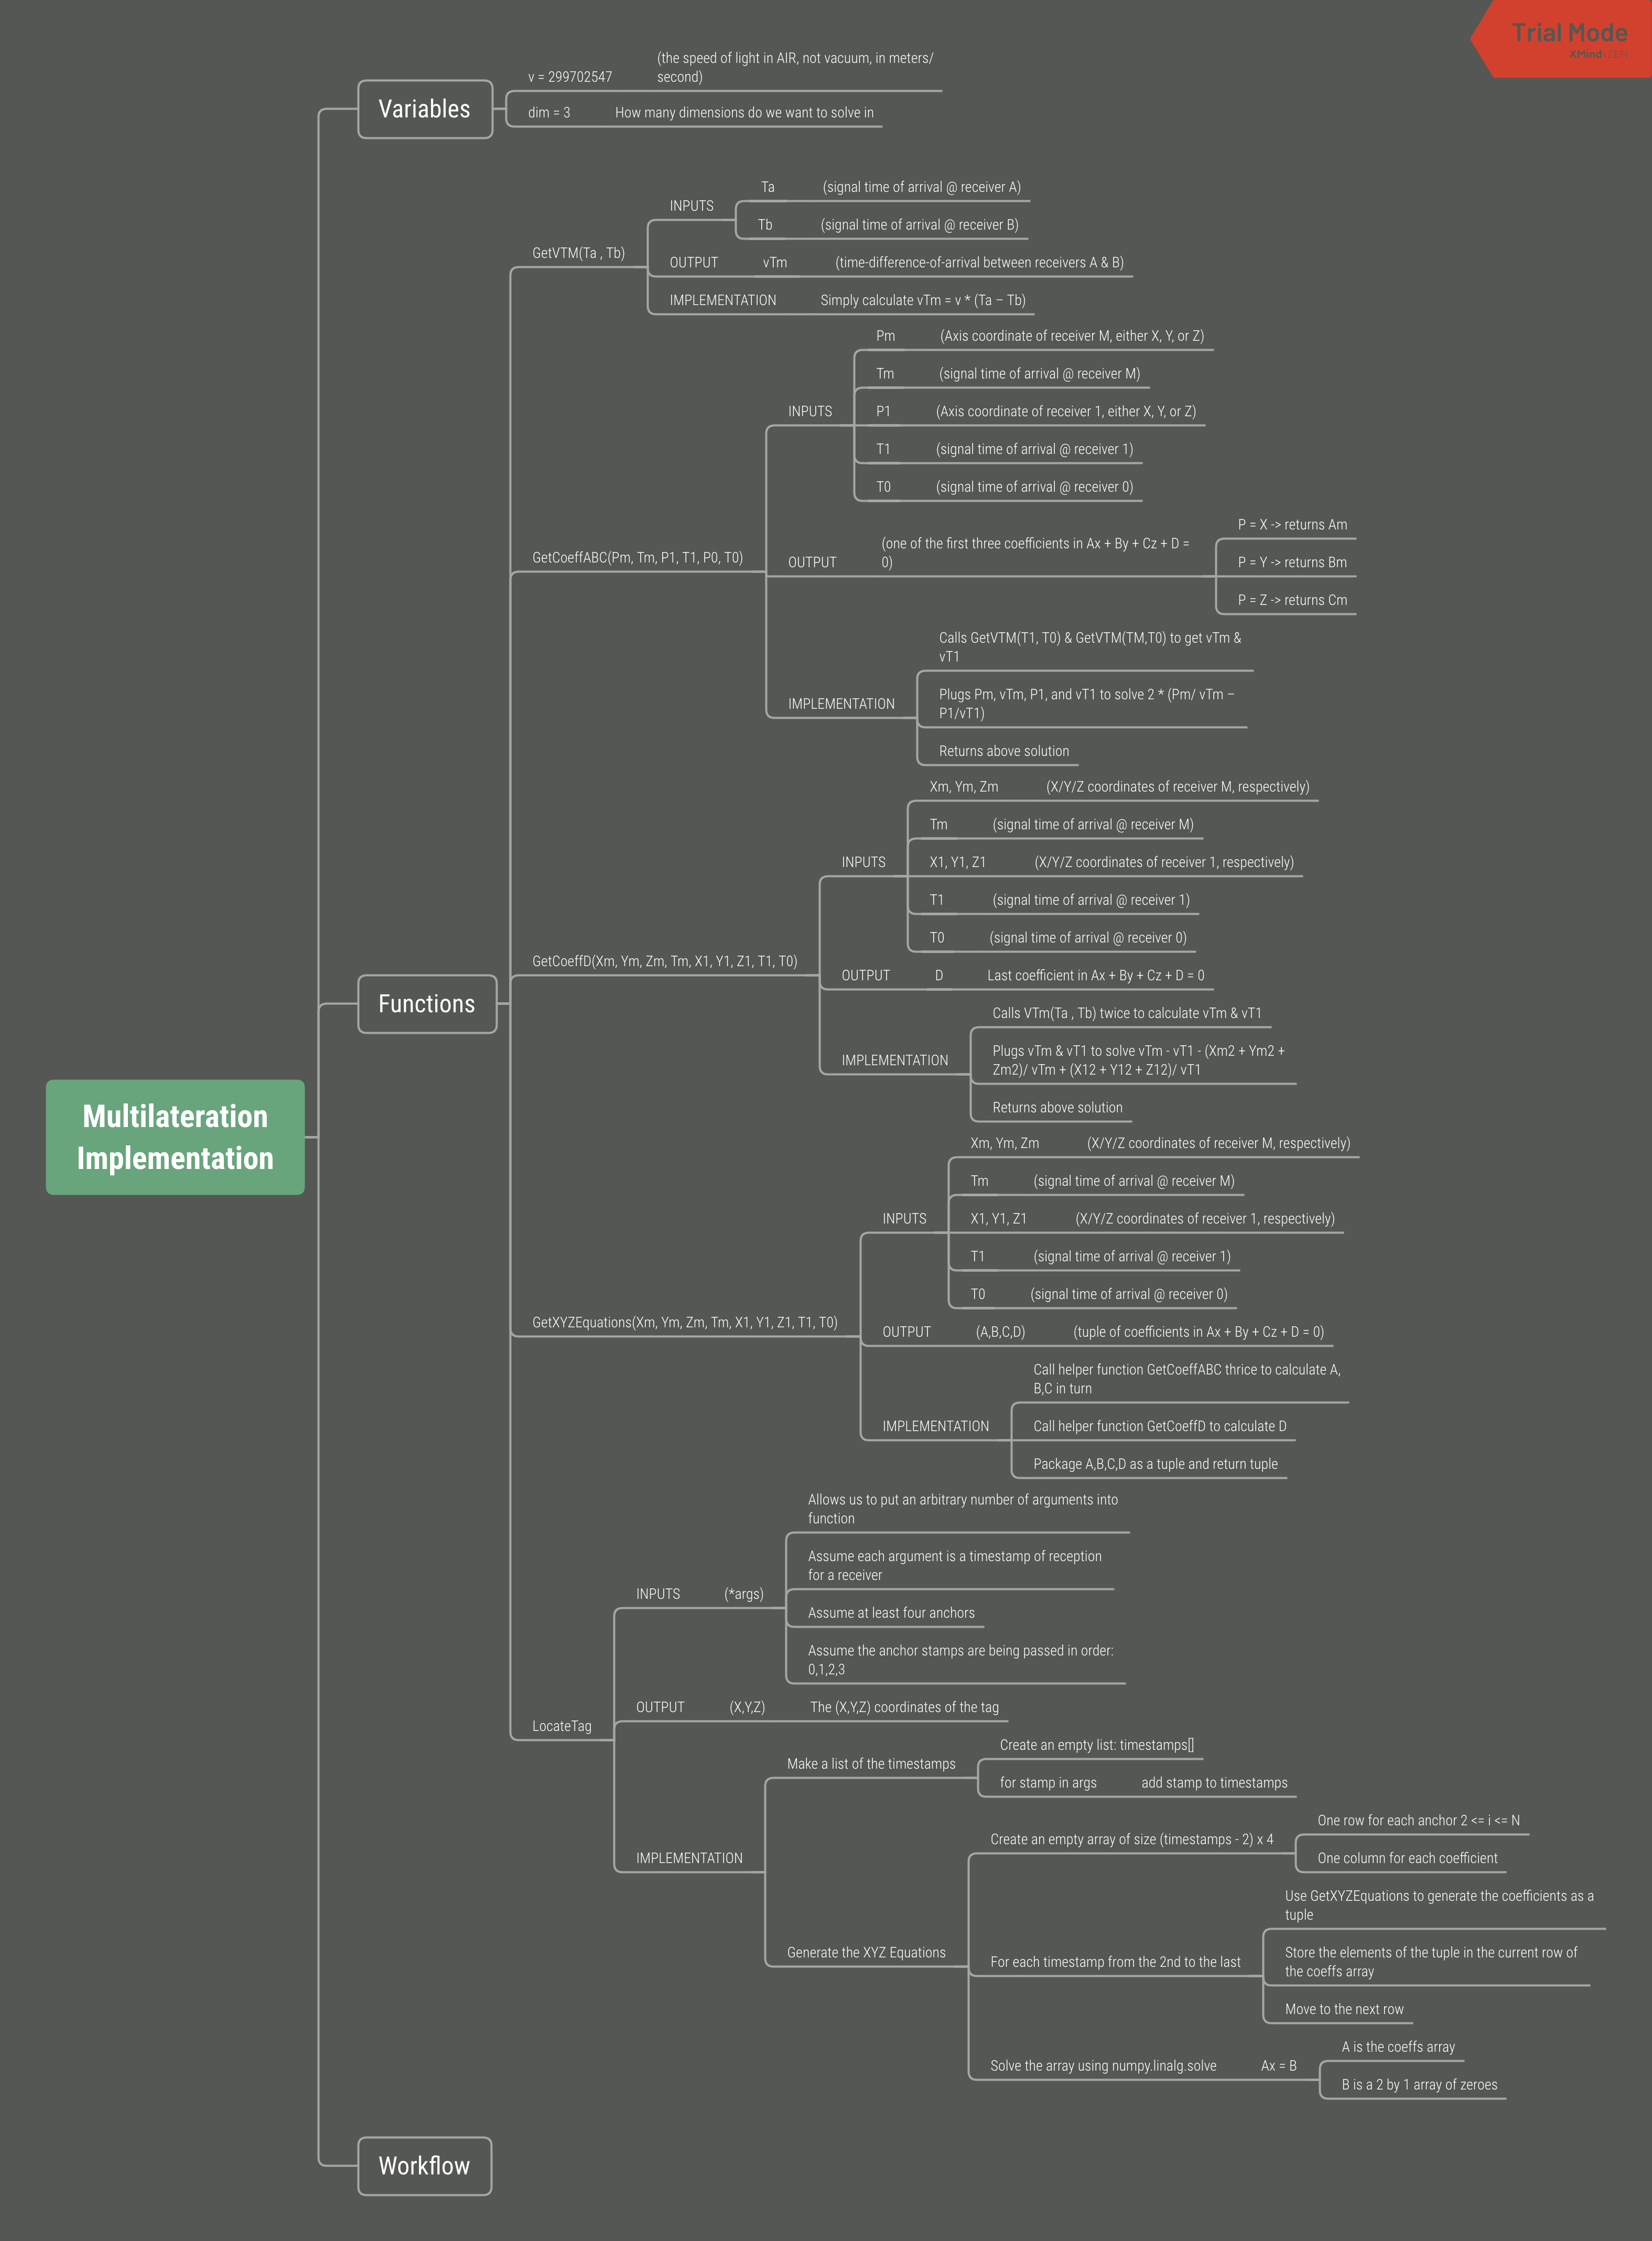 Trial Mode
XMind:ZEN
Multilateration
Implementation
Variables
v = 299702547
(the speed of light in AIR, not vacuum, in meters/
second)
dim = 3
How many dimensions do we want to solve in
Functions
GetVTM(Ta , Tb)
INPUTS
Ta
(signal time of arrival @ receiver A)
Tb
(signal time of arrival @ receiver B)
OUTPUT
vTm
(time-difference-of-arrival between receivers A & B)
IMPLEMENTATION
Simply calculate vTm = v * (Ta – Tb)
GetCoeffABC(Pm, Tm, P1, T1, P0, T0)
INPUTS
Pm
(Axis coordinate of receiver M, either X, Y, or Z)
Tm
(signal time of arrival @ receiver M)
P1
(Axis coordinate of receiver 1, either X, Y, or Z)
T1
(signal time of arrival @ receiver 1)
T0
(signal time of arrival @ receiver 0)
OUTPUT
(one of the first three coefficients in Ax + By + Cz + D =
0)
P = X -> returns Am
P = Y -> returns Bm
P = Z -> returns Cm
IMPLEMENTATION
Calls GetVTM(T1, T0) & GetVTM(TM,T0) to get vTm &
vT1
Plugs Pm, vTm, P1, and vT1 to solve 2 * (Pm/ vTm –
P1/vT1)
Returns above solution
GetCoeffD(Xm, Ym, Zm, Tm, X1, Y1, Z1, T1, T0)
INPUTS
Xm, Ym, Zm
(X/Y/Z coordinates of receiver M, respectively)
Tm
(signal time of arrival @ receiver M)
X1, Y1, Z1
(X/Y/Z coordinates of receiver 1, respectively)
T1
(signal time of arrival @ receiver 1)
T0
(signal time of arrival @ receiver 0)
OUTPUT
D
Last coefficient in Ax + By + Cz + D = 0
IMPLEMENTATION
Calls VTm(Ta , Tb) twice to calculate vTm & vT1
Plugs vTm & vT1 to solve vTm - vT1 - (Xm2 + Ym2 +
Zm2)/ vTm + (X12 + Y12 + Z12)/ vT1
Returns above solution
GetXYZEquations(Xm, Ym, Zm, Tm, X1, Y1, Z1, T1, T0)
INPUTS
Xm, Ym, Zm
(X/Y/Z coordinates of receiver M, respectively)
Tm
(signal time of arrival @ receiver M)
X1, Y1, Z1
(X/Y/Z coordinates of receiver 1, respectively)
T1
(signal time of arrival @ receiver 1)
T0
(signal time of arrival @ receiver 0)
OUTPUT
(A,B,C,D)
(tuple of coefficients in Ax + By + Cz + D = 0)
IMPLEMENTATION
Call helper function GetCoeffABC thrice to calculate A,
B,C in turn
Call helper function GetCoeffD to calculate D
Package A,B,C,D as a tuple and return tuple
LocateTag
INPUTS
(*args)
Allows us to put an arbitrary number of arguments into
function
Assume each argument is a timestamp of reception
for a receiver
Assume at least four anchors
Assume the anchor stamps are being passed in order:
0,1,2,3
OUTPUT
(X,Y,Z)
The (X,Y,Z) coordinates of the tag
IMPLEMENTATION
Make a list of the timestamps
Create an empty list: timestamps[]
for stamp in args
add stamp to timestamps
Generate the XYZ Equations
Create an empty array of size (timestamps - 2) x 4
One row for each anchor 2 <= i <= N
One column for each coefficient
For each timestamp from the 2nd to the last
Use GetXYZEquations to generate the coefficients as a
tuple
Store the elements of the tuple in the current row of
the coeffs array
Move to the next row
Solve the array using numpy.linalg.solve
Ax = B
A is the coeffs array
B is a 2 by 1 array of zeroes
Workflow